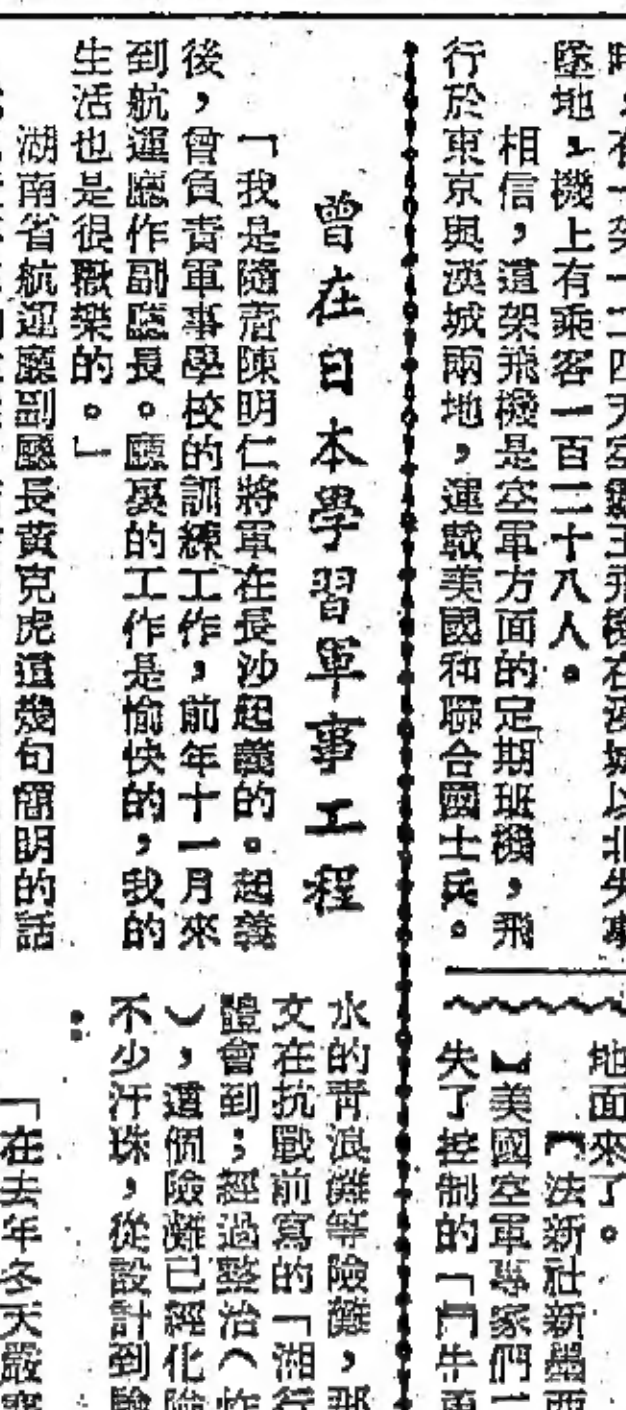 墜地,機上有乘客一百二十八人。
相信,這架飛機是空軍方面的定期班機,飛
行於東京與漢城兩地,運載美國和聯合國士兵。
地面來了。
【法新社新墨西
】美國空軍專家們一
失了控制的「鬥牛
曾在日本學習軍事工程
「我是隨着陳明仁將軍在長沙起義的。起義
後,曾負責軍事學校的訓練工作,前年十一月來
到航運廳作副廳長。廳裏的工作是愉快的,我的
生活也是很歡樂的。」
湖南省航運廳副廳長黃克虎這幾句簡明的話
水的青浪灘等險灘,那
文在抗戰前寫的「湘行
體會到;經過整治(炸
),這個險灘已經化險
不少汗珠,從設計到驗
:
「在去年冬天嚴寒